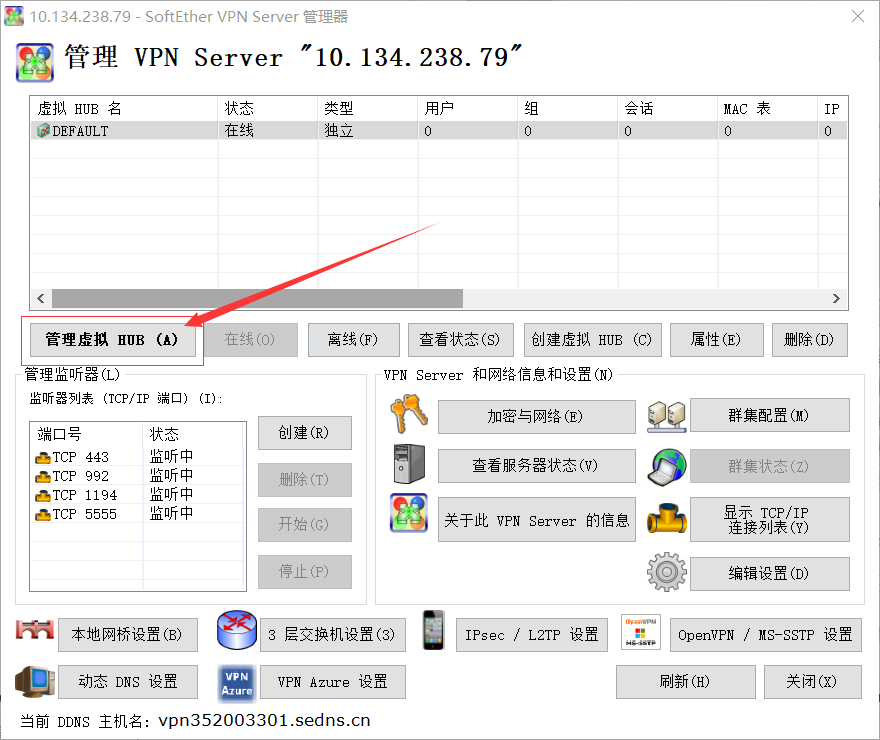 10.134.238.79 - SoftEther VPN Server 管理器
管理 VPN Server "10.134.238.79"
虚拟 HUB 名 状态 类型 用户 组 会话 MAC 表 IP
DEFAULT 在线 独立 0 0 0 0 0
管理虚拟 HUB (A) 在线(O) 离线(F) 查看状态(S) 创建虚拟 HUB (C) 属性(E) 删除(D)
管理监听器(L)
监听器列表 (TCP/IP 端口) (I):
端口号 状态
TCP 443 监听中
TCP 992 监听中
TCP 1194 监听中
TCP 5555 监听中
创建(R)
删除(T)
开始(G)
停止(P)
VPN Server 和网络信息和设置(N)
加密与网络(E) 群集配置(M)
查看服务器状态(V) 群集状态(Z)
关于此 VPN Server 的信息 显示 TCP/IP
连接列表(Y)
编辑设置(D)
本地网桥设置(B) 3 层交换机设置(3) IPsec / L2TP 设置 OpenVPN MS-SSTP OpenVPN / MS-SSTP 设置
动态 DNS 设置 VPN Azure VPN Azure 设置 刷新(H) 关闭(X)
当前 DDNS 主机名: vpn352003301.sedns.cn